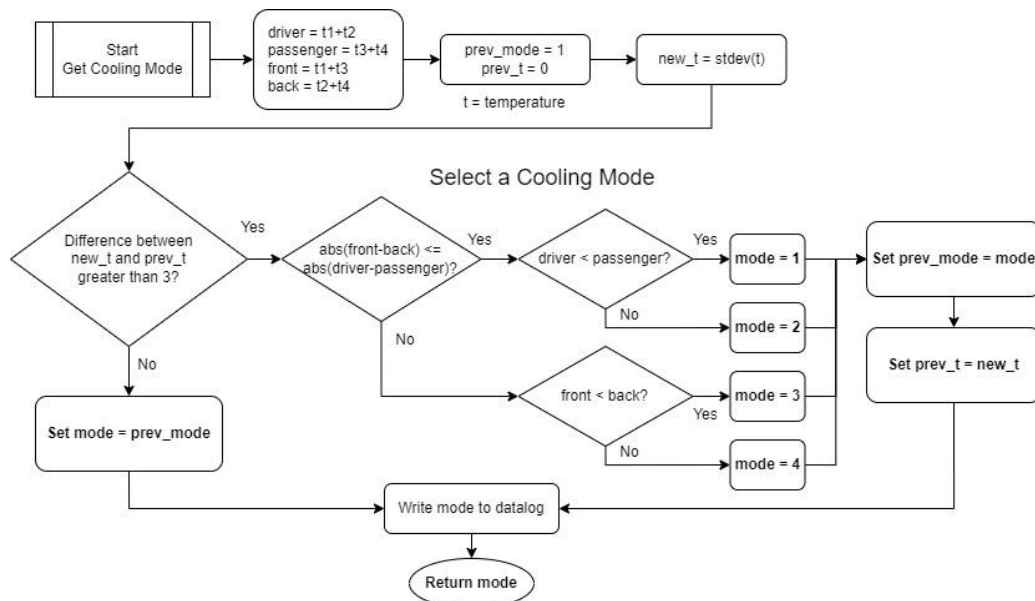 Start
Get Cooling Mode
driver = t1+t2
passenger = t3+t4
front = t1+t3
back = t2+t4
prev_mode = 1
prev_t = 0
t = temperature
new_t = stdev(t)
Select a Cooling Mode
Difference between
new_t and prev_t
greater than 3?
Yes
No
abs(front-back) <=
abs(driver-passenger)?
Yes
No
driver < passenger?
Yes
No
mode = 1
mode = 2
front < back?
Yes
No
mode = 3
mode = 4
Set prev_mode = mode
Set prev_t = new_t
Set mode = prev_mode
Write mode to datalog
Return mode